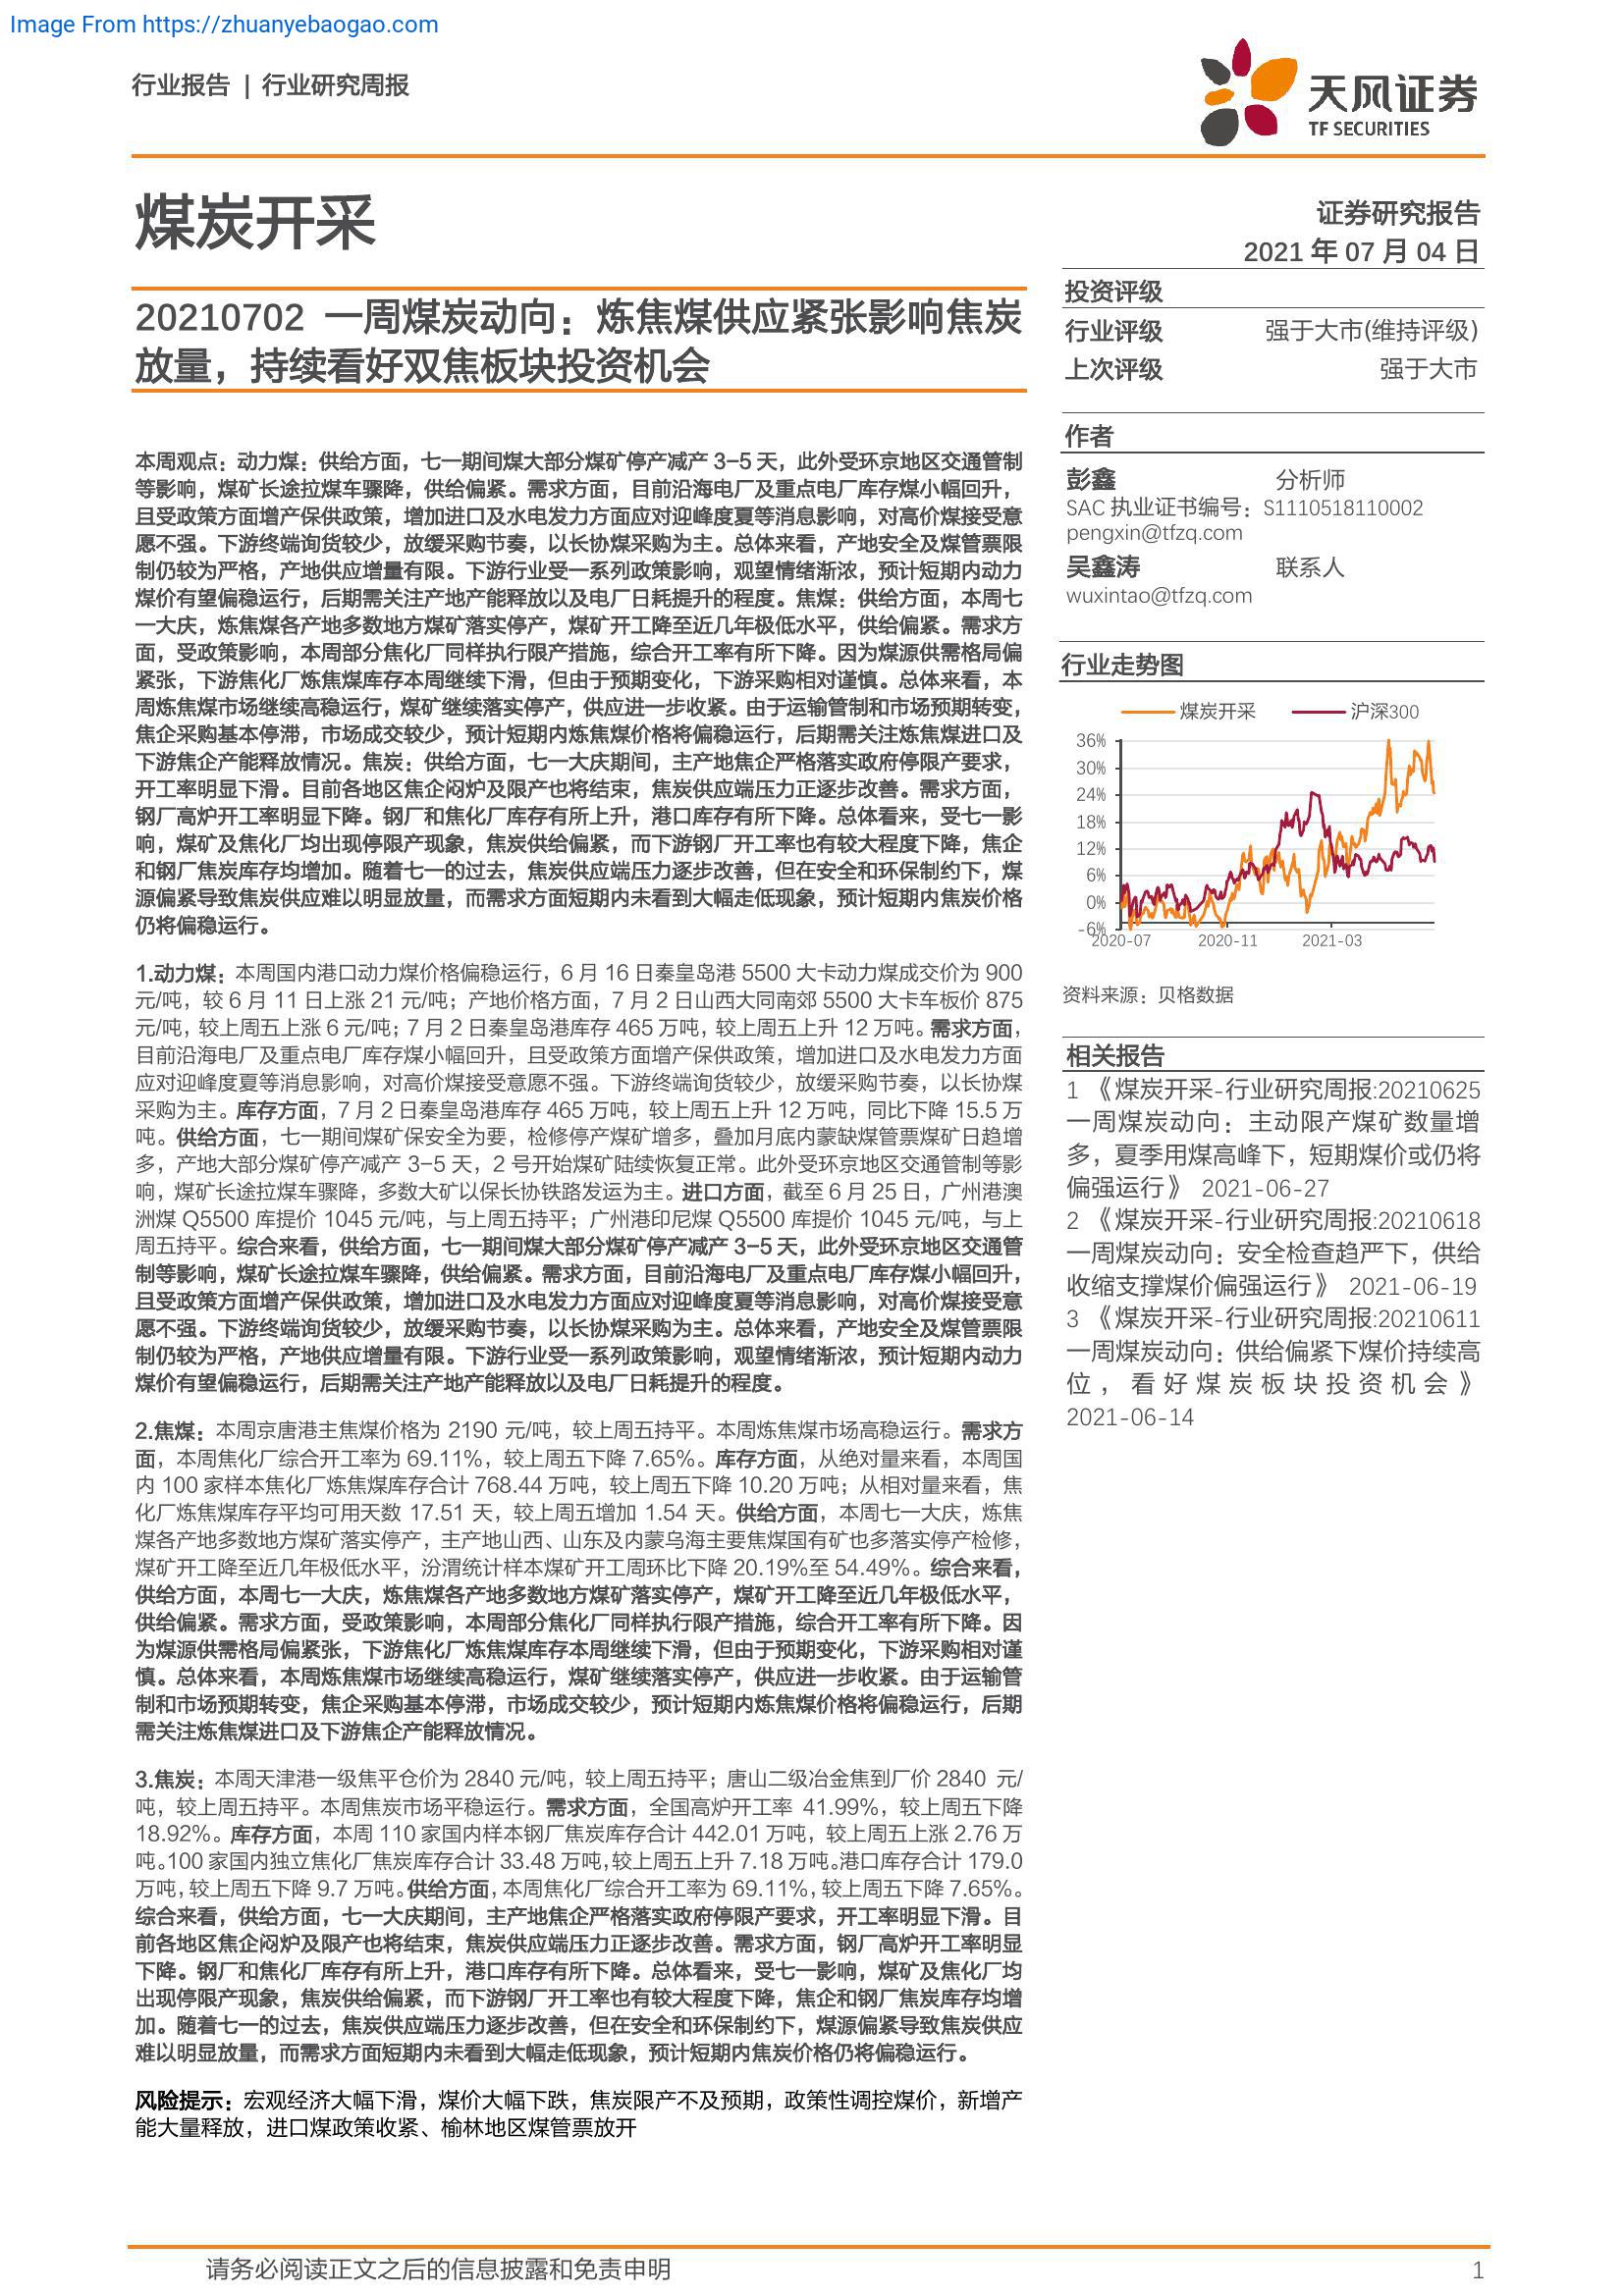 Image From https://zhuanyebaogao.com
行业报告 | 行业研究周报
天风证券
TF SECURITIES
煤炭开采
20210702 一周煤炭动向：炼焦煤供应紧张影响焦炭
放量，持续看好双焦板块投资机会
本周观点：动力煤：供给方面，七一期间煤大部分煤矿停产减产 3-5 天，此外受环京地区交通管制
等影响，煤矿长途拉煤车骤降，供给偏紧。需求方面，目前沿海电厂及重点电厂库存煤小幅回升，
且受政策方面增产保供政策，增加进口及水电发力方面应对迎峰度夏等消息影响，对高价煤接受意
愿不强。下游终端询货较少，放缓采购节奏，以长协煤采购为主。总体来看，产地安全及煤管票限
制仍较为严格，产地供应增量有限。下游行业受一系列政策影响，观望情绪渐浓，预计短期内动力
煤价有望偏稳运行，后期需关注产地产能释放以及电厂日耗提升的程度。焦煤：供给方面，本周七
一大庆，炼焦煤各产地多数地方煤矿落实停产，煤矿开工降至近几年极低水平，供给偏紧。需求方
面，受政策影响，本周部分焦化厂同样执行限产措施，综合开工率有所下降。因为煤源供需格局偏
紧张，下游焦化厂炼焦煤库存本周继续下滑，但由于预期变化，下游采购相对谨慎。总体来看，本
周炼焦煤市场继续高稳运行，煤矿继续落实停产，供应进一步收紧。由于运输管制和市场预期转变，
焦企采购基本停滞，市场成交较少，预计短期内炼焦煤价格将偏稳运行，后期需关注炼焦煤进口及
下游焦企产能释放情况。焦炭：供给方面，七一大庆期间，主产地焦企严格落实政府停限产要求，
开工率明显下滑。目前各地区焦企闷炉及限产也将结束，焦炭供应端压力正逐步改善。需求方面，
钢厂高炉开工率明显下降。钢厂和焦化厂库存有所上升，港口库存有所下降。总体看来，受七一影
响，煤矿及焦化厂均出现停限产现象，焦炭供给偏紧，而下游钢厂开工率也有较大程度下降，焦企
和钢厂焦炭库存均增加。随着七一的过去，焦炭供应端压力逐步改善，但在安全和环保制约下，煤
源偏紧导致焦炭供应难以明显放量，而需求方面短期内未看到大幅走低现象，预计短期内焦炭价格
仍将偏稳运行。
1.动力煤：本周国内港口动力煤价格偏稳运行，6 月 16 日秦皇岛港 5500 大卡动力煤成交价为 900
元/吨，较 6 月 11 日上涨 21 元/吨；产地价格方面，7 月 2 日山西大同南郊 5500 大卡车板价 875
元/吨，较上周五上涨 6 元/吨；7 月 2 日秦皇岛港库存 465 万吨，较上周五上升 12 万吨。需求方面，
目前沿海电厂及重点电厂库存煤小幅回升，且受政策方面增产保供政策，增加进口及水电发力方面
应对迎峰度夏等消息影响，对高价煤接受意愿不强。下游终端询货较少，放缓采购节奏，以长协煤
采购为主。库存方面，7 月 2 日秦皇岛港库存 465 万吨，较上周五上升 12 万吨，同比下降 15.5 万
吨。供给方面，七一期间煤矿保安全为要，检修停产煤矿增多，叠加月底内蒙缺煤管票煤矿日趋增
多，产地大部分煤矿停产减产 3-5 天，2 号开始煤矿陆续恢复正常。此外受环京地区交通管制等影
响，煤矿长途拉煤车骤降，多数大矿以保长协铁路发运为主。进口方面，截至 6 月 25 日，广州港澳
洲煤 Q5500 库提价 1045 元/吨，与上周五持平；广州港印尼煤 Q5500 库提价 1045 元/吨，与上
周五持平。综合来看，供给方面，七一期间煤大部分煤矿停产减产 3-5 天，此外受环京地区交通管
制等影响，煤矿长途拉煤车骤降，供给偏紧。需求方面，目前沿海电厂及重点电厂库存煤小幅回升，
且受政策方面增产保供政策，增加进口及水电发力方面应对迎峰度夏等消息影响，对高价煤接受意
愿不强。下游终端询货较少，放缓采购节奏，以长协煤采购为主。总体来看，产地安全及煤管票限
制仍较为严格，产地供应增量有限。下游行业受一系列政策影响，观望情绪渐浓，预计短期内动力
煤价有望偏稳运行，后期需关注产地产能释放以及电厂日耗提升的程度。
2.焦煤：本周京唐港主焦煤价格为 2190 元/吨，较上周五持平。本周炼焦煤市场高稳运行。需求方
面，本周焦化厂综合开工率为 69.11%，较上周五下降 7.65%。库存方面，从绝对量来看，本周国
内 100 家样本焦化厂炼焦煤库存合计 768.44 万吨，较上周五下降 10.20 万吨；从相对量来看，焦
化厂炼焦煤库存平均可用天数 17.51 天，较上周五增加 1.54 天。供给方面，本周七一大庆，炼焦
煤各产地多数地方煤矿落实停产，主产地山西、山东及内蒙乌海主要焦煤国有矿也多落实停产检修，
煤矿开工降至近几年极低水平，汾渭统计样本煤矿开工周环比下降 20.19%至 54.49%。综合来看，
供给方面，本周七一大庆，炼焦煤各产地多数地方煤矿落实停产，煤矿开工降至近几年极低水平，
供给偏紧。需求方面，受政策影响，本周部分焦化厂同样执行限产措施，综合开工率有所下降。因
为煤源供需格局偏紧张，下游焦化厂炼焦煤库存本周继续下滑，但由于预期变化，下游采购相对谨
慎。总体来看，本周炼焦煤市场继续高稳运行，煤矿继续落实停产，供应进一步收紧。由于运输管
制和市场预期转变，焦企采购基本停滞，市场成交较少，预计短期内炼焦煤价格将偏稳运行，后期
需关注炼焦煤进口及下游焦企产能释放情况。
3.焦炭：本周天津港一级焦平仓价为 2840 元/吨，较上周五持平；唐山二级冶金焦到厂价 2840 元/
吨，较上周五持平。本周焦炭市场平稳运行。需求方面，全国高炉开工率 41.99%，较上周五下降
18.92%。库存方面，本周 110 家国内样本钢厂焦炭库存合计 442.01 万吨，较上周五上涨 2.76 万
吨。100 家国内独立焦化厂焦炭库存合计 33.48 万吨，较上周五上升 7.18 万吨。港口库存合计 179.0
万吨，较上周五下降 9.7 万吨。供给方面，本周焦化厂综合开工率为 69.11%，较上周五下降 7.65%。
综合来看，供给方面，七一大庆期间，主产地焦企严格落实政府停限产要求，开工率明显下滑。目
前各地区焦企闷炉及限产也将结束，焦炭供应端压力正逐步改善。需求方面，钢厂高炉开工率明显
下降。钢厂和焦化厂库存有所上升，港口库存有所下降。总体看来，受七一影响，煤矿及焦化厂均
出现停限产现象，焦炭供给偏紧，而下游钢厂开工率也有较大程度下降，焦企和钢厂焦炭库存均增
加。随着七一的过去，焦炭供应端压力逐步改善，但在安全和环保制约下，煤源偏紧导致焦炭供应
难以明显放量，而需求方面短期内未看到大幅走低现象，预计短期内焦炭价格仍将偏稳运行。
风险提示：宏观经济大幅下滑，煤价大幅下跌，焦炭限产不及预期，政策性调控煤价，新增产
能大量释放，进口煤政策收紧、榆林地区煤管票放开
证券研究报告
2021 年 07 月 04 日
投资评级
行业评级 强于大市(维持评级)
上次评级 强于大市
作者
彭鑫 分析师
SAC 执业证书编号：S1110518110002
pengxin@tfzq.com
吴鑫涛 联系人
wuxintao@tfzq.com
行业走势图
煤炭开采 沪深300
36%
30%
24%
18%
12%
6%
0%
-6%
2020-07 2020-11 2021-03
资料来源：贝格数据
相关报告
1 《煤炭开采-行业研究周报:20210625
一周煤炭动向：主动限产煤矿数量增
多，夏季用煤高峰下，短期煤价或仍将
偏强运行》 2021-06-27
2 《煤炭开采-行业研究周报:20210618
一周煤炭动向：安全检查趋严下，供给
收缩支撑煤价偏强运行》 2021-06-19
3 《煤炭开采-行业研究周报:20210611
一周煤炭动向：供给偏紧下煤价持续高
位，看好煤炭板块投资机会》
2021-06-14
请务必阅读正文之后的信息披露和免责申明 1